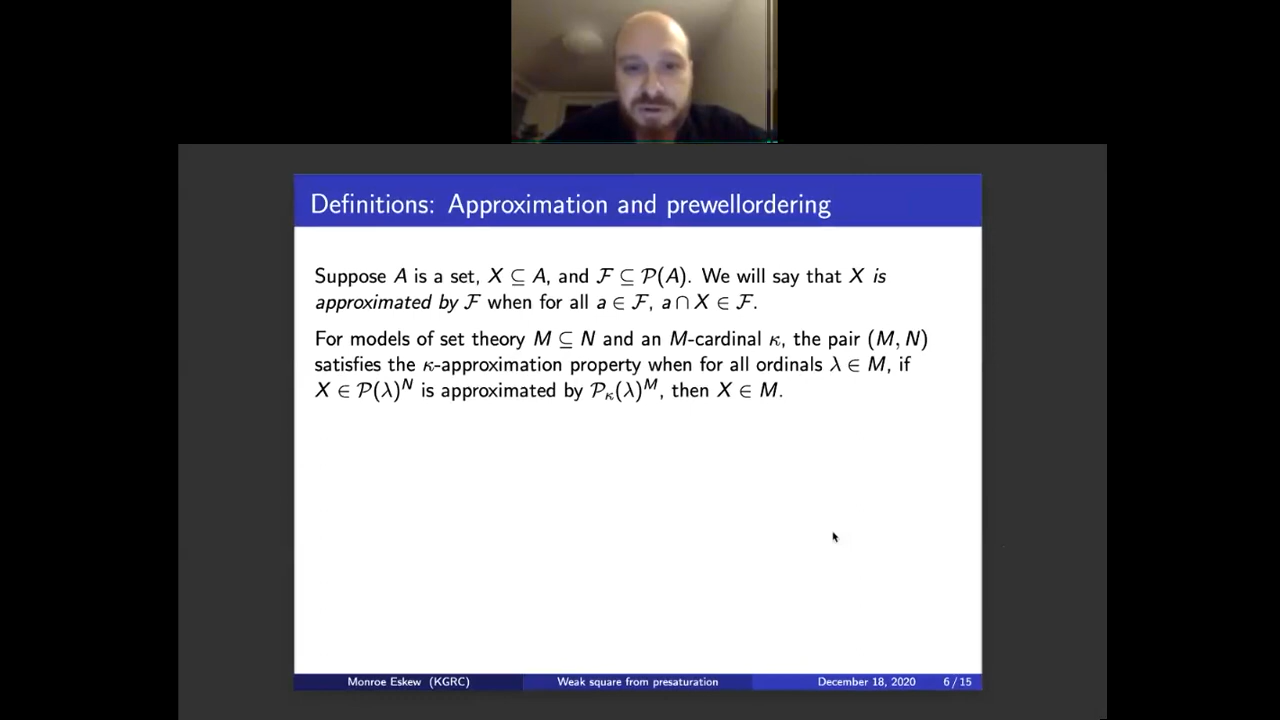 Definitions: Approximation and prewellordering
Suppose A is a set, X ⊆ A, and ℱ ⊆ 𝒫(A). We will say that X is
approximated by ℱ when for all a ∈ ℱ, a ∩ X ∈ ℱ.
For models of set theory M ⊆ N and an M-cardinal κ, the pair (M, N)
satisfies the κ-approximation property when for all ordinals λ ∈ M, if
X ∈ 𝒫(λ)^N is approximated by 𝒫_κ(λ)^M, then X ∈ M.
Monroe Eskew (KGRC) Weak square from presaturation December 18, 2020 6 / 15